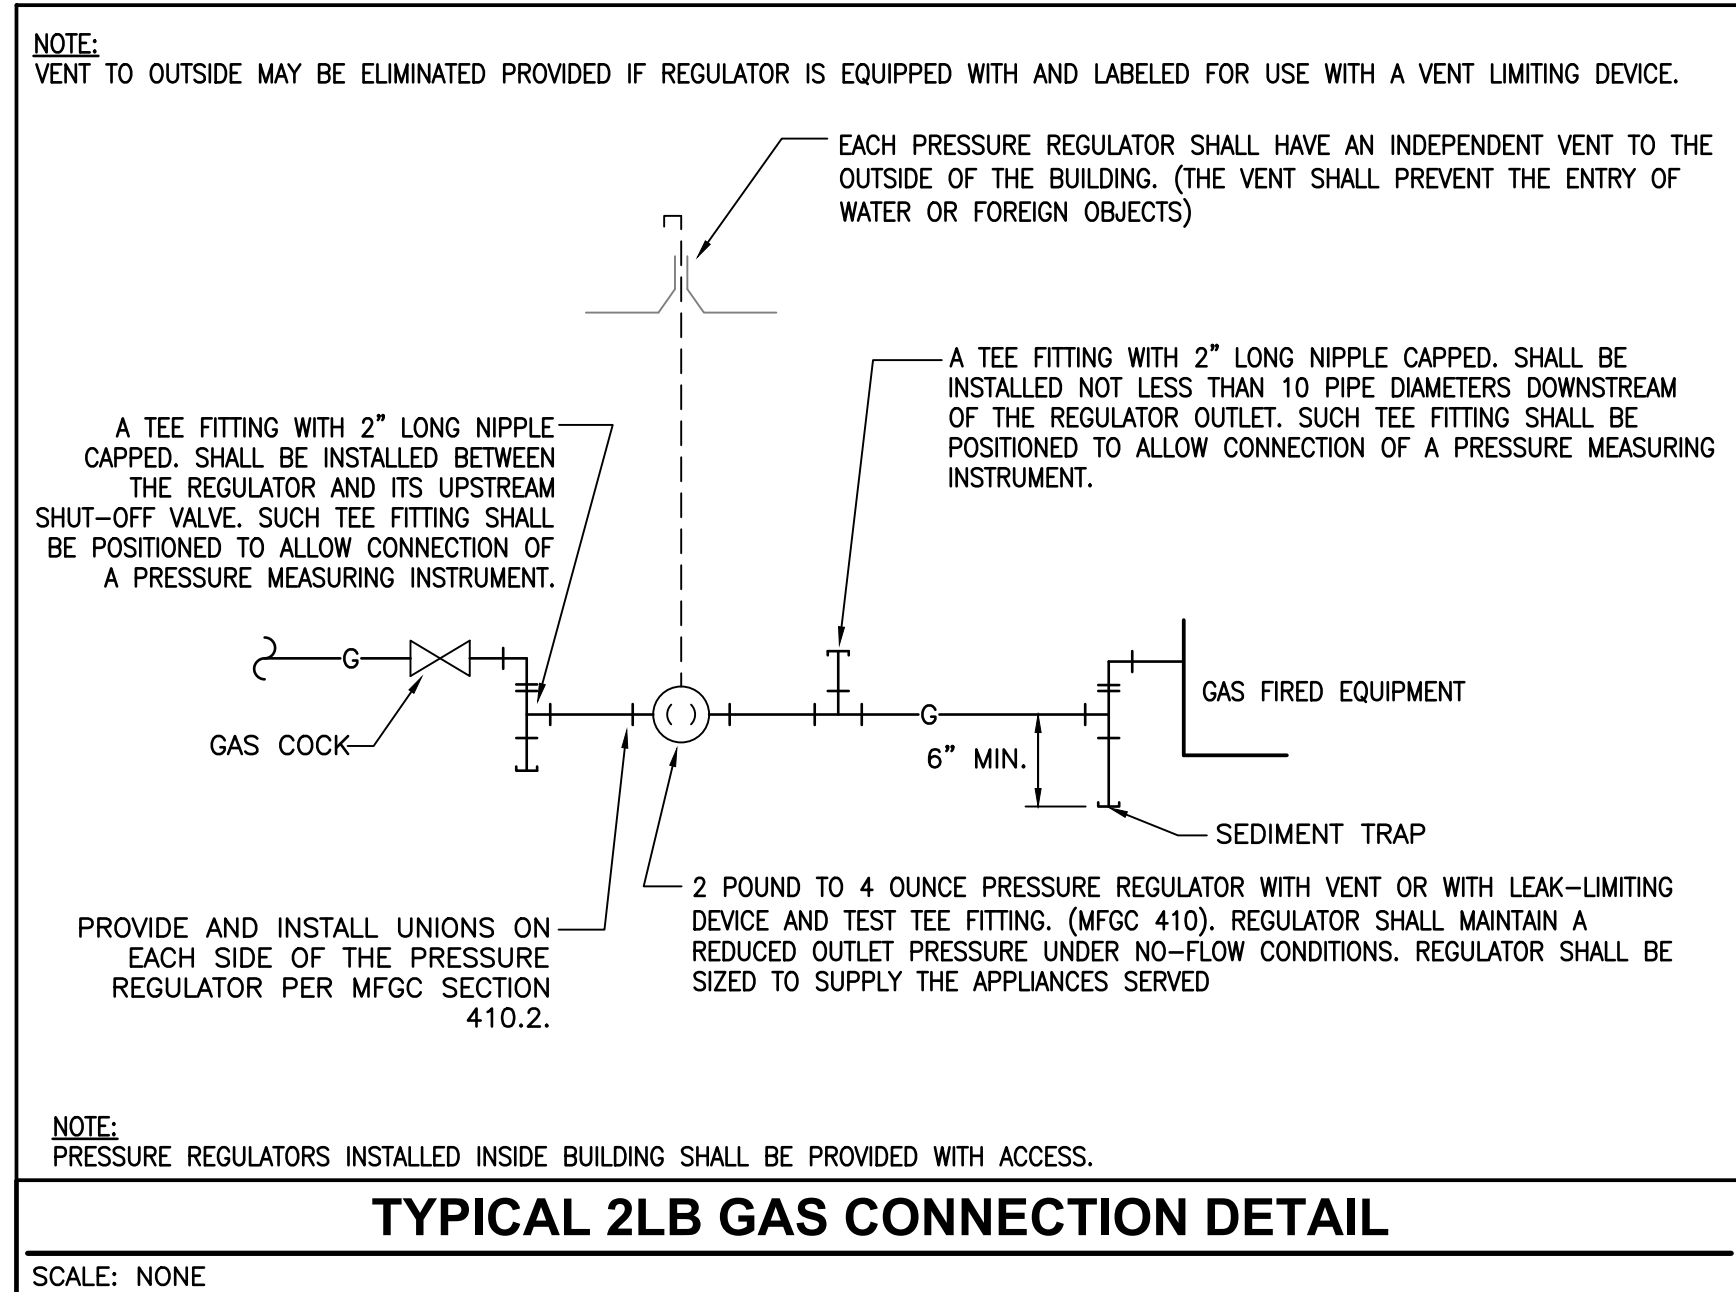 NOTE:
VENT TO OUTSIDE MAY BE ELIMINATED PROVIDED IF REGULATOR IS EQUIPPED WITH AND LABELED FOR USE WITH A VENT LIMITING DEVICE.
EACH PRESSURE REGULATOR SHALL HAVE AN INDEPENDENT VENT TO THE
OUTSIDE OF THE BUILDING. (THE VENT SHALL PREVENT THE ENTRY OF
WATER OR FOREIGN OBJECTS)
A TEE FITTING WITH 2" LONG NIPPLE CAPPED. SHALL BE
INSTALLED NOT LESS THAN 10 PIPE DIAMETERS DOWNSTREAM
OF THE REGULATOR OUTLET. SUCH TEE FITTING SHALL BE
POSITIONED TO ALLOW CONNECTION OF A PRESSURE MEASURING
INSTRUMENT.
A TEE FITTING WITH 2" LONG NIPPLE
CAPPED. SHALL BE INSTALLED BETWEEN
THE REGULATOR AND ITS UPSTREAM
SHUT-OFF VALVE. SUCH TEE FITTING SHALL
BE POSITIONED TO ALLOW CONNECTION OF
A PRESSURE MEASURING INSTRUMENT.
G
GAS COCK
G
GAS FIRED EQUIPMENT
6" MIN.
SEDIMENT TRAP
2 POUND TO 4 OUNCE PRESSURE REGULATOR WITH VENT OR WITH LEAK-LIMITING
DEVICE AND TEST TEE FITTING. (MFGC 410). REGULATOR SHALL MAINTAIN A
REDUCED OUTLET PRESSURE UNDER NO-FLOW CONDITIONS. REGULATOR SHALL BE
SIZED TO SUPPLY THE APPLIANCES SERVED
PROVIDE AND INSTALL UNIONS ON
EACH SIDE OF THE PRESSURE
REGULATOR PER MFGC SECTION
410.2.
NOTE:
PRESSURE REGULATORS INSTALLED INSIDE BUILDING SHALL BE PROVIDED WITH ACCESS.
TYPICAL 2LB GAS CONNECTION DETAIL
SCALE: NONE